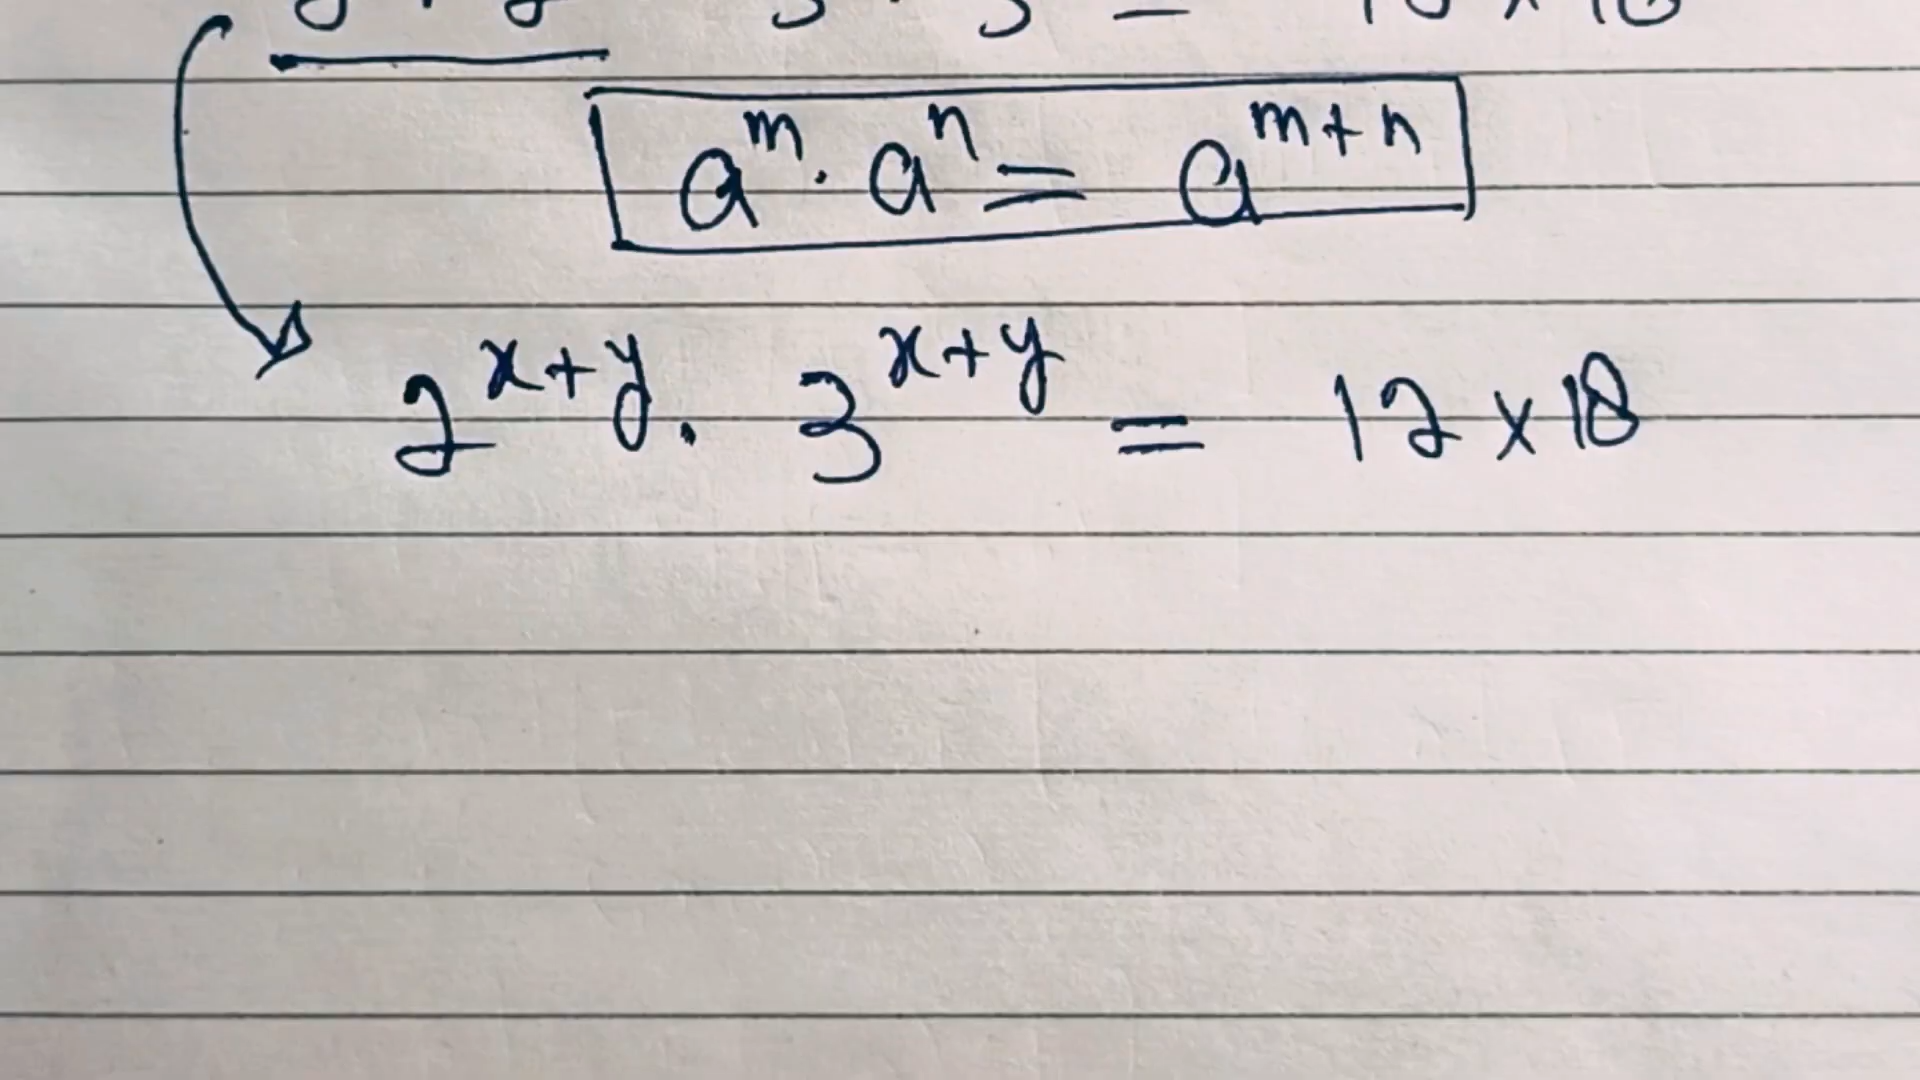 a^m · a^n = a^{m+n}
2^{x+y} · 3^{x+y} = 12 × 18